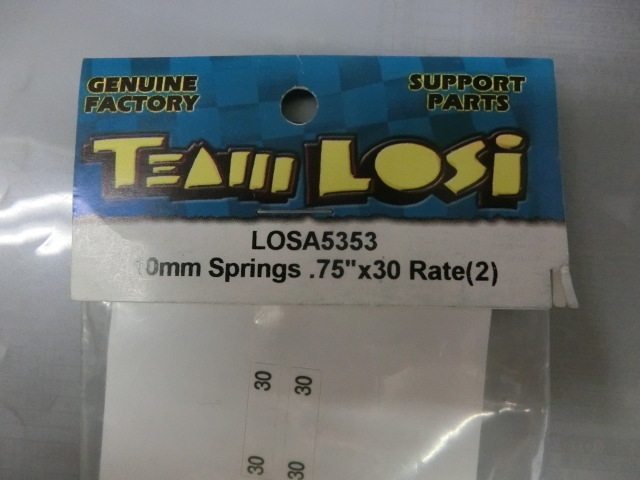 GENUINE FACTORY
SUPPORT PARTS
TEAM LOSI
LOSA5353
10mm Springs .75"x30 Rate(2)
30 30
30 30